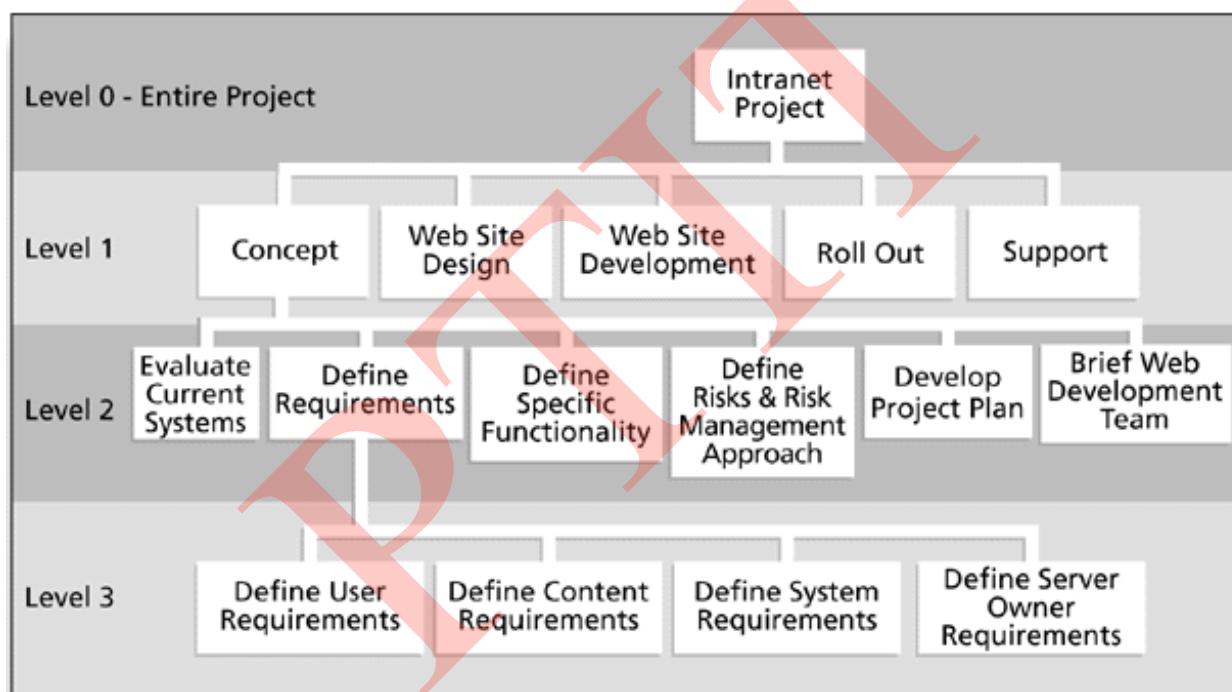 Level 0 - Entire Project
Intranet
Project
Level 1
Concept
Web Site
Design
Web Site
Development
Roll Out
Support
Level 2
Evaluate
Current
Systems
Define
Requirements
Define
Specific
Functionality
Define
Risks & Risk
Management
Approach
Develop
Project Plan
Brief Web
Development
Team
Level 3
Define User
Requirements
Define Content
Requirements
Define System
Requirements
Define Server
Owner
Requirements
PTIT